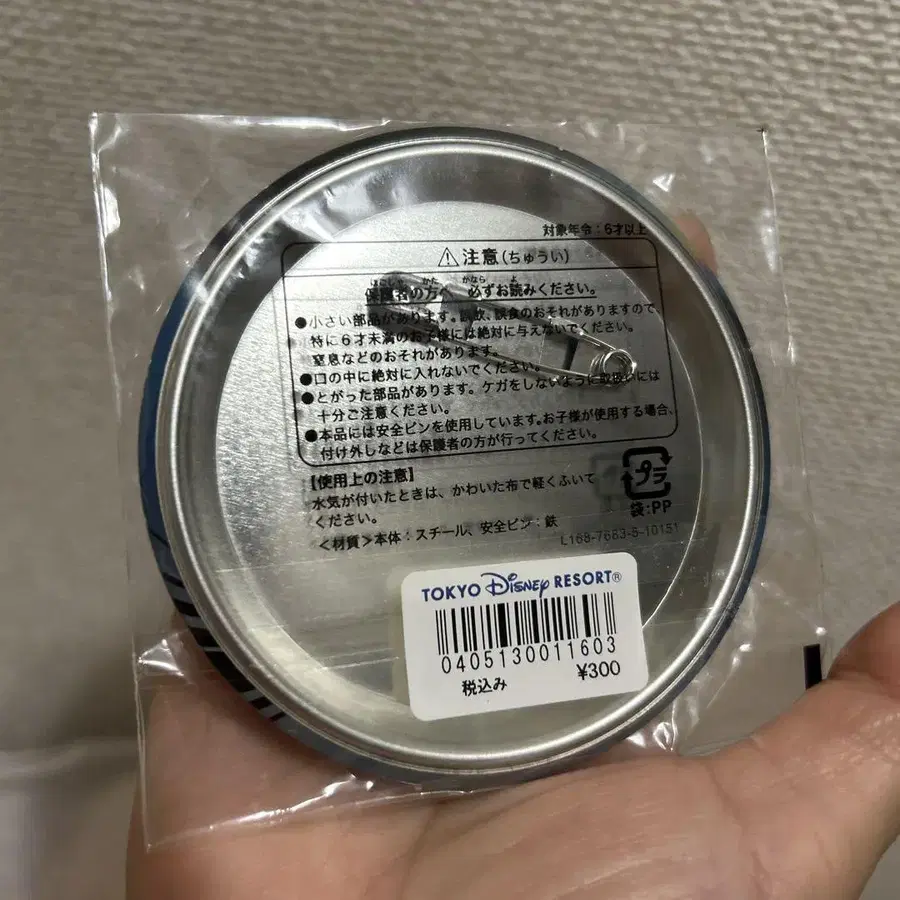 対象年令:6才以上
⚠注意(ちゅうい)
ほごしゃ かた かなら よ
保護者の方へ 必ずお読みください。
●小さい部品があります。誤飲、誤食のおそれがありますので、
特に6才未満のお子様には絶対に与えないでください。
窒息などのおそれがあります。
●口の中に絶対に入れないでください。
●とがった部品があります。ケガをしないように取扱いには
十分ご注意ください。
●本品には安全ピンを使用しています。お子様が使用する場合、
付け外しなどは保護者の方が行ってください。
【使用上の注意】
水気が付いたときは、かわいた布で軽くふいて
ください。
<材質>本体:スチール、安全ピン:鉄
プラ
袋:PP
L168-7683-5-10151
TOKYO Disney RESORT®
0405130011603
税込み ¥300